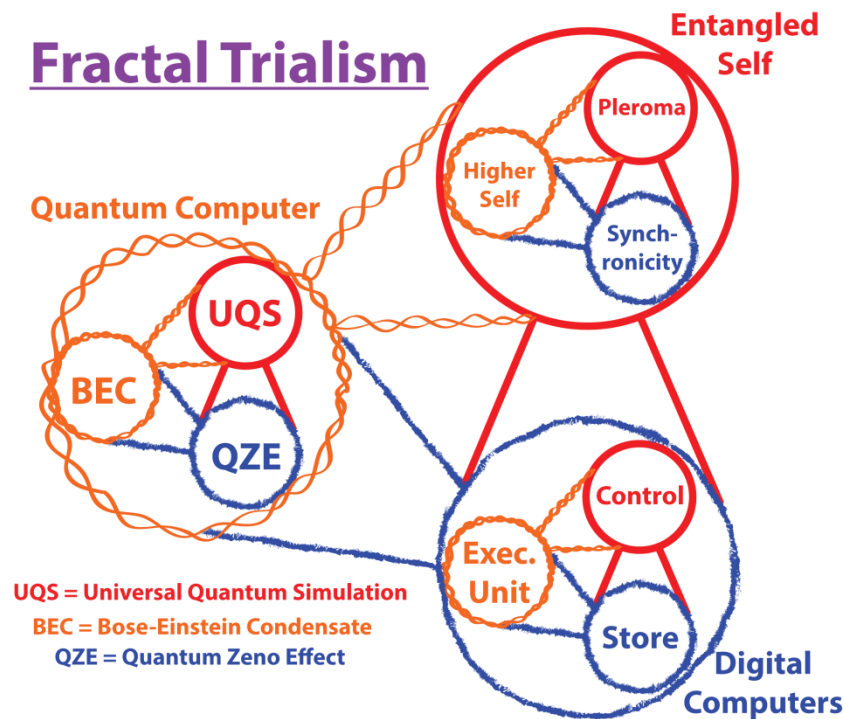 Fractal Trialism
Entangled
Self
Pleroma
Higher
Self
Synch-
ronicity
Quantum Computer
UQS
BEC
QZE
Control
Exec.
Unit
Store
UQS = Universal Quantum Simulation
BEC = Bose-Einstein Condensate
QZE = Quantum Zeno Effect
Digital
Computers